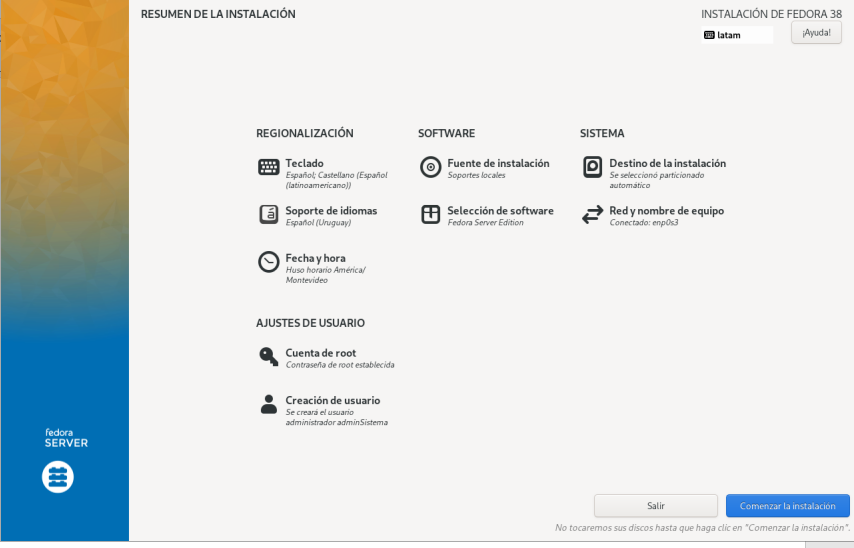 RESUMEN DE LA INSTALACIÓN
INSTALACIÓN DE FEDORA 38
latam
¡Ayuda!
REGIONALIZACIÓN
Teclado
Español; Castellano (Español
(latinoamericano))
Soporte de idiomas
Español (Uruguay)
Fecha y hora
Huso horario América/
Montevideo
SOFTWARE
Fuente de instalación
Soportes locales
Selección de software
Fedora Server Edition
SISTEMA
Destino de la instalación
Se seleccionó particionado
automático
Red y nombre de equipo
Conectado: enp0s3
AJUSTES DE USUARIO
Cuenta de root
Contraseña de root establecida
Creación de usuario
Se creará el usuario
administrador adminSistema
fedora
SERVER
Salir
Comenzar la instalación
No tocaremos sus discos hasta que haga clic en "Comenzar la instalación".